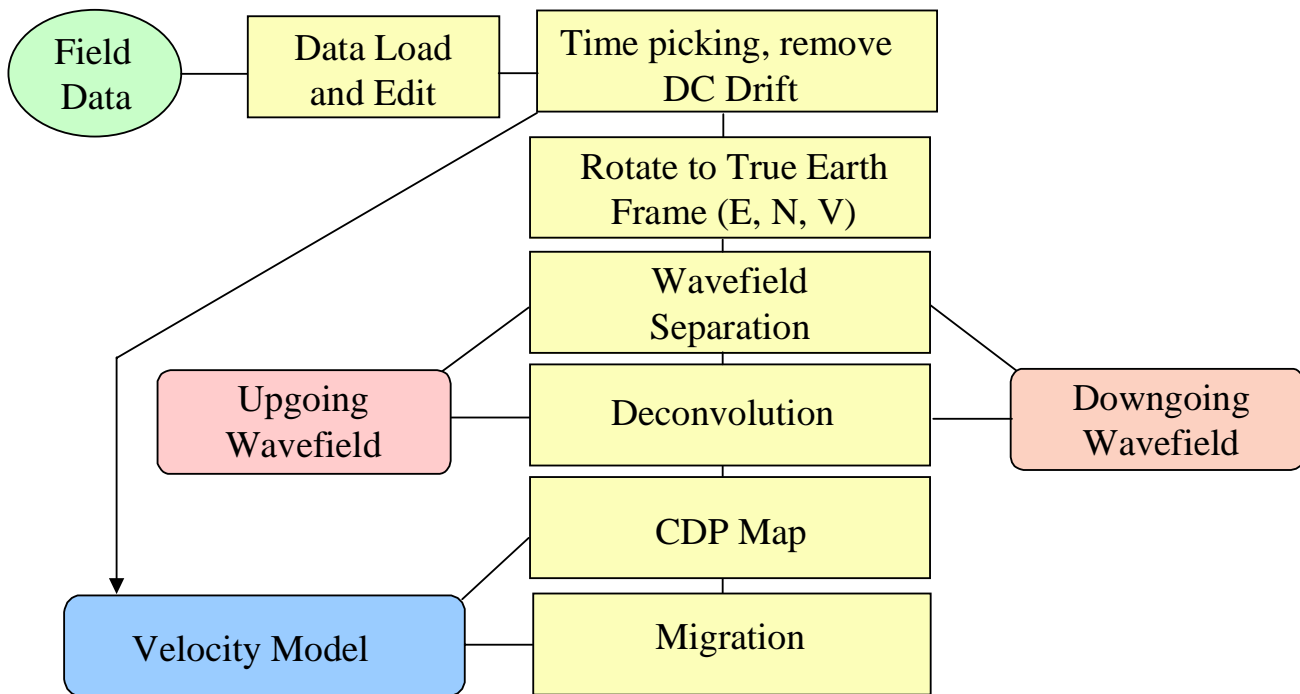 Field
Data
Data Load
and Edit
Time picking, remove
DC Drift
Rotate to True Earth
Frame (E, N, V)
Wavefield
Separation
Upgoing
Wavefield
Deconvolution
Downgoing
Wavefield
CDP Map
Velocity Model
Migration